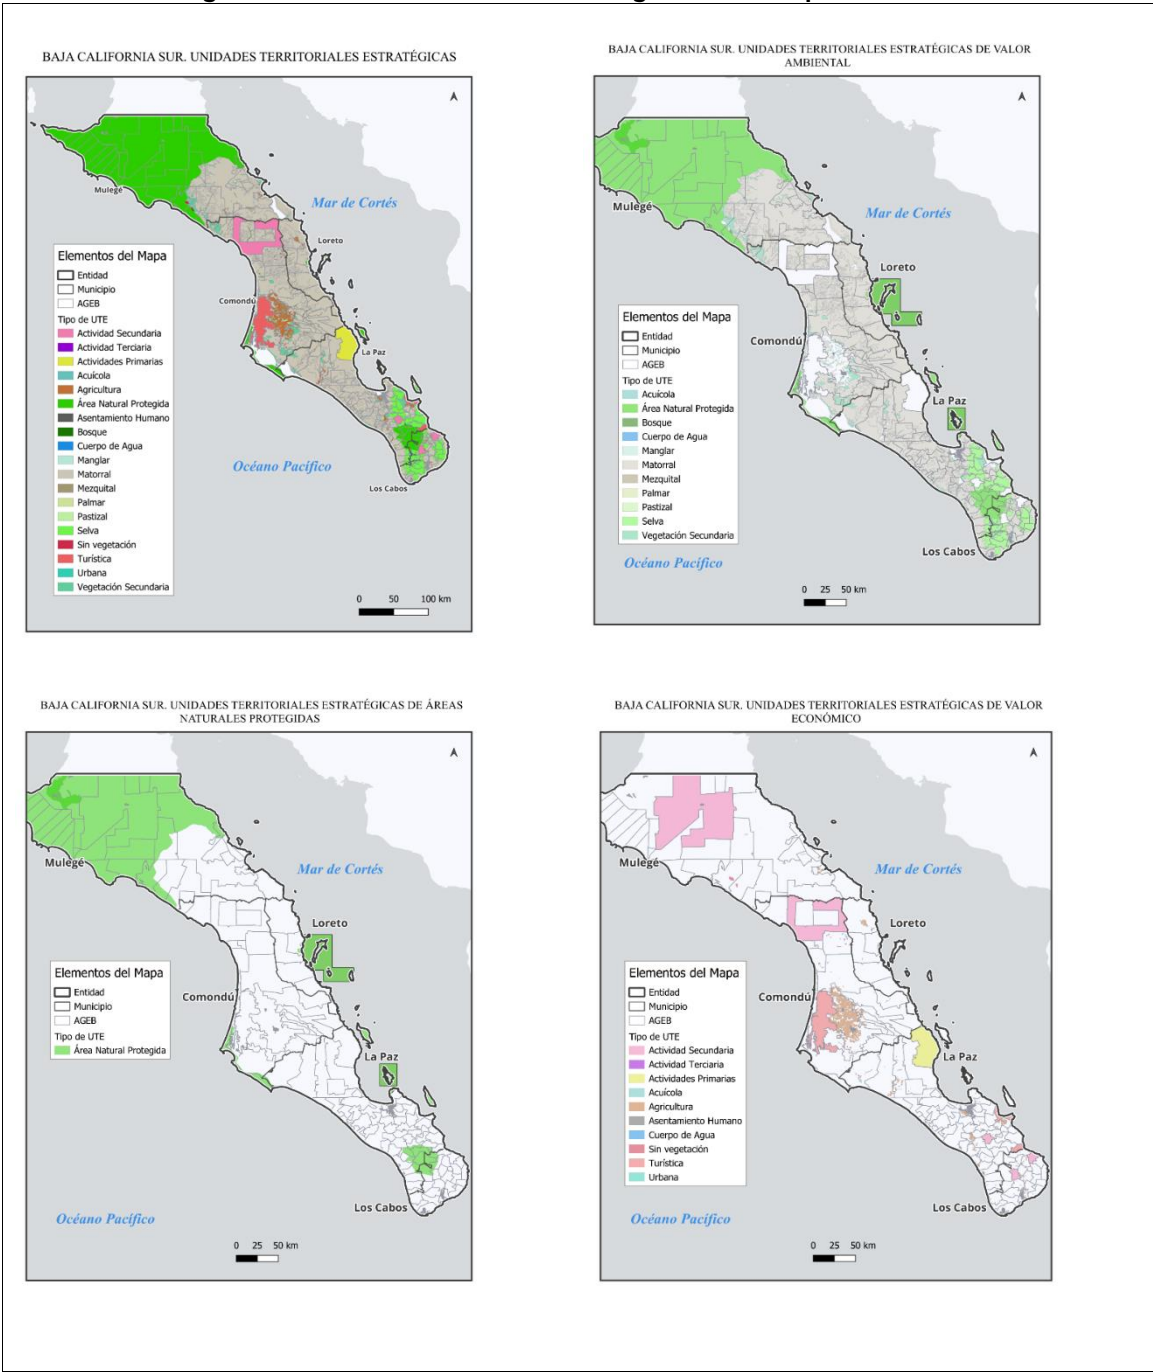 BAJA CALIFORNIA SUR. UNIDADES TERRITORIALES ESTRATÉGICAS
Mulegé
Mar de Cortés
Loreto
Comondú
La Paz
Océano Pacífico
Los Cabos
Elementos del Mapa
Entidad
Municipio
AGEB
Tipo de UTE
Actividad Secundaria
Actividad Terciaria
Actividades Primarias
Acuícola
Agricultura
Área Natural Protegida
Asentamiento Humano
Bosque
Cuerpo de Agua
Manglar
Matorral
Mezquital
Palmar
Pastizal
Selva
Sin vegetación
Turística
Urbana
Vegetación Secundaria
0 50 100 km
BAJA CALIFORNIA SUR. UNIDADES TERRITORIALES ESTRATÉGICAS DE VALOR
AMBIENTAL
Mulegé
Mar de Cortés
Loreto
Comondú
La Paz
Los Cabos
Océano Pacífico
Elementos del Mapa
Entidad
Municipio
AGEB
Tipo de UTE
Acuícola
Área Natural Protegida
Bosque
Cuerpo de Agua
Manglar
Matorral
Mezquital
Palmar
Pastizal
Selva
Vegetación Secundaria
0 25 50 km
BAJA CALIFORNIA SUR. UNIDADES TERRITORIALES ESTRATÉGICAS DE ÁREAS
NATURALES PROTEGIDAS
Mulegé
Mar de Cortés
Loreto
Comondú
La Paz
Los Cabos
Océano Pacífico
Elementos del Mapa
Entidad
Municipio
AGEB
Tipo de UTE
Área Natural Protegida
0 25 50 km
BAJA CALIFORNIA SUR. UNIDADES TERRITORIALES ESTRATÉGICAS DE VALOR
ECONÓMICO
Mulegé
Mar de Cortés
Loreto
Comondú
La Paz
Los Cabos
Océano Pacífico
Elementos del Mapa
Entidad
Municipio
AGEB
Tipo de UTE
Actividad Secundaria
Actividad Terciaria
Actividades Primarias
Acuícola
Agricultura
Asentamiento Humano
Cuerpo de Agua
Sin vegetación
Turística
Urbana
0 25 50 km